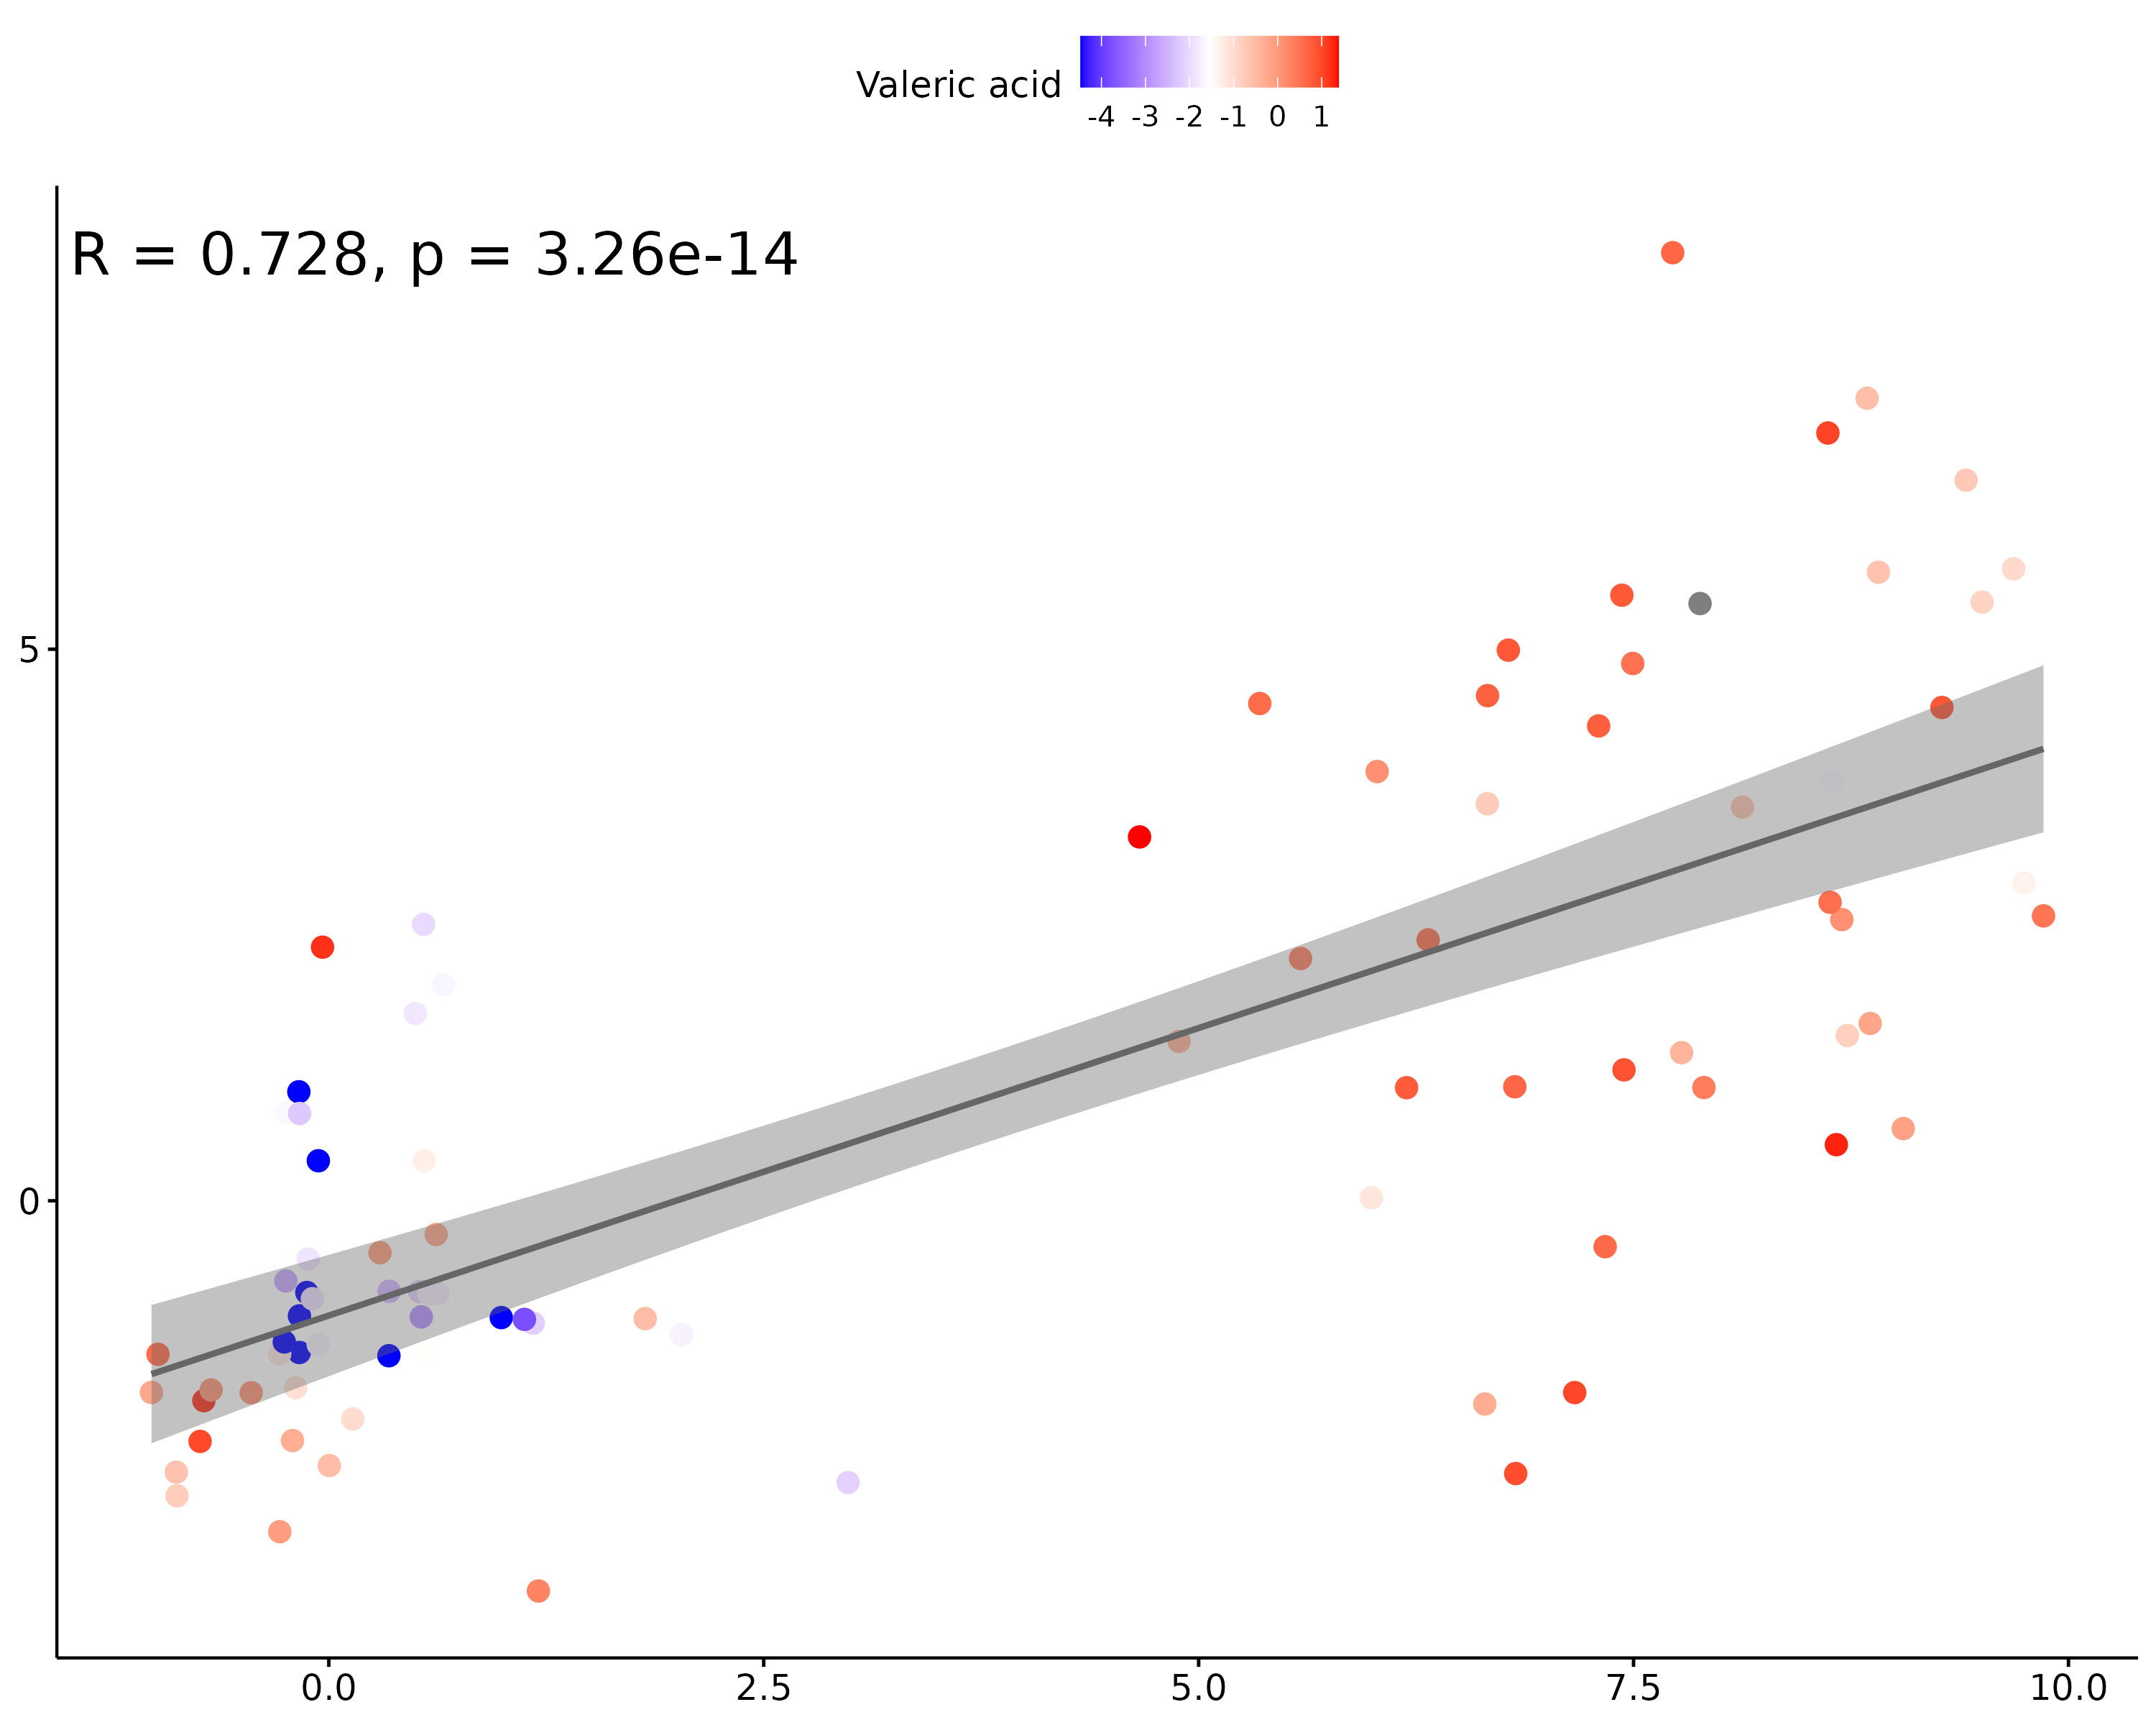 Valeric acid
-4 -3 -2 -1 0 1
R = 0.728, p = 3.26e-14
5
0
0.0 2.5 5.0 7.5 10.0